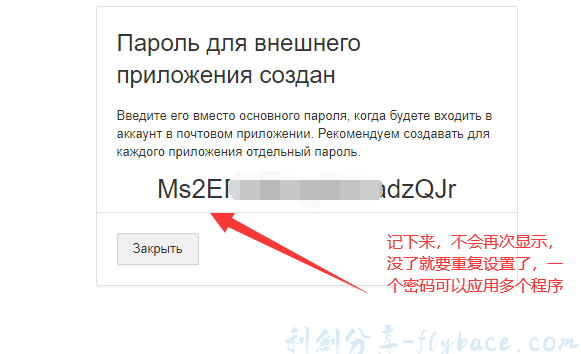 Пароль для внешнего
приложения создан
Введите его вместо основного пароля, когда будете входить в
аккаунт в почтовом приложении. Рекомендуем создавать для
каждого приложения отдельный пароль.
Ms2E adzQJr
Закрыть
记下来，不会再次显示，
没了就要重复设置了，一
个密码可以应用多个程序
利剑分享-flybace.com